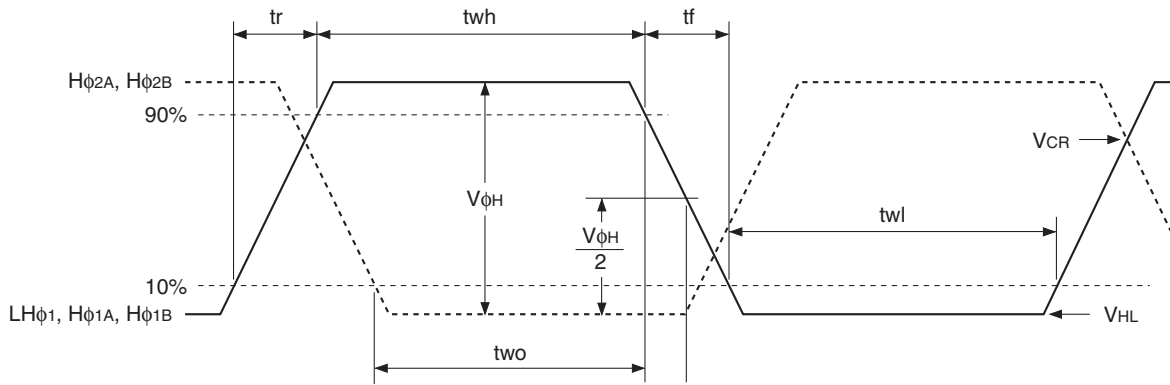 tr
twh
tf
Hϕ2A, Hϕ2B
90%
VCR
VϕH
VϕH
2
twl
10%
LHϕ1, Hϕ1A, Hϕ1B
VHL
two